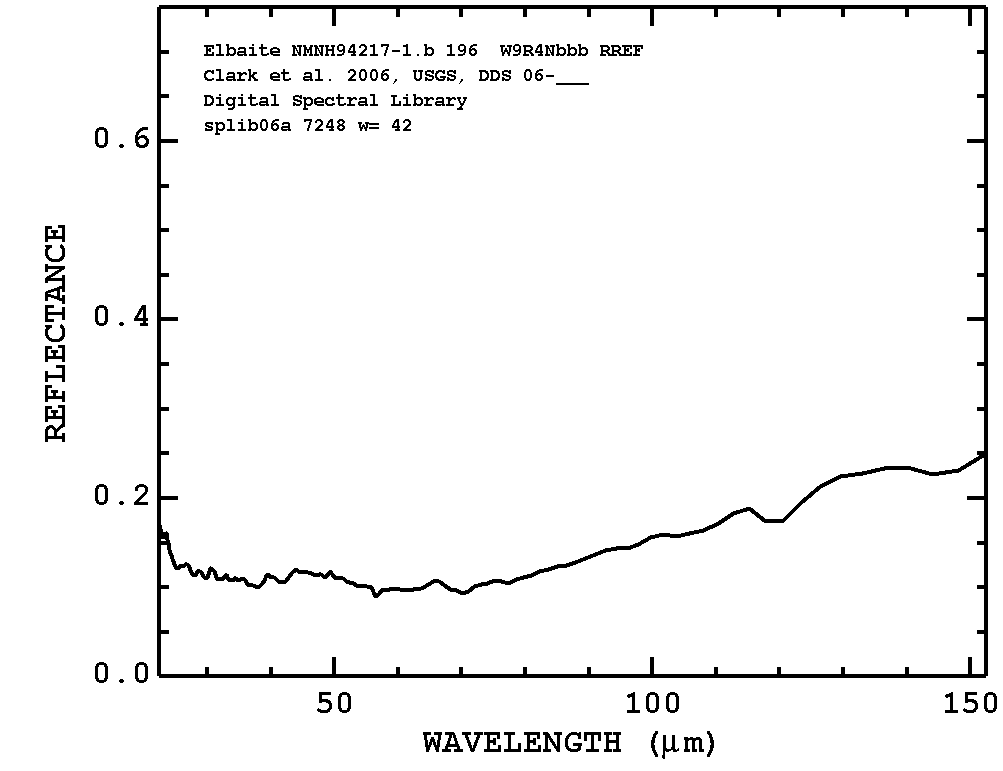 Elbaite NMNH94217-1.b 196 W9R4Nbbb RREF
Clark et al. 2006, USGS, DDS 06-___
Digital Spectral Library
splib06a 7248 w= 42
0.6
0.4
0.2
0.0
REFLECTANCE
50 100 150
WAVELENGTH (μm)